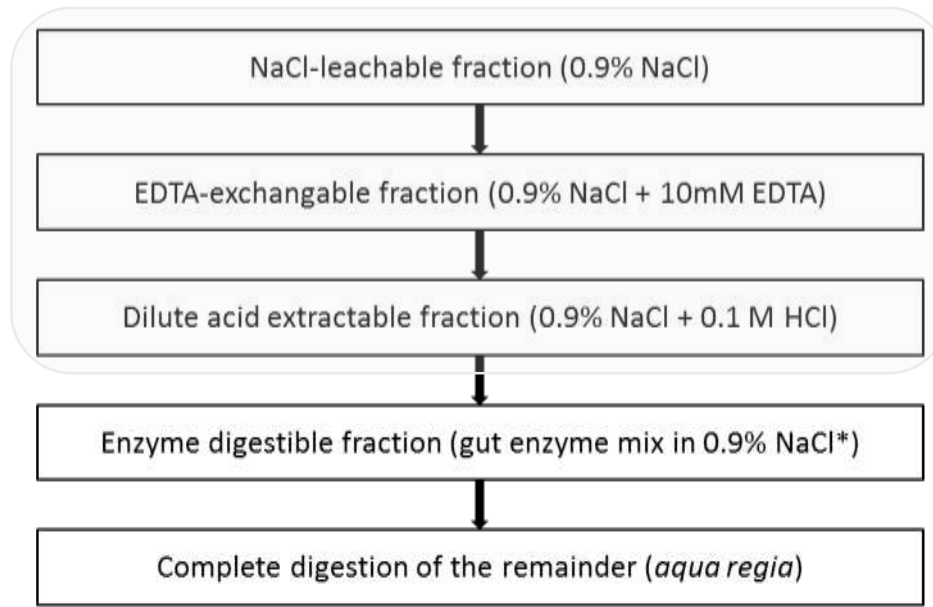 NaCl-leachable fraction (0.9% NaCl)
EDTA-exchangable fraction (0.9% NaCl + 10mM EDTA)
Dilute acid extractable fraction (0.9% NaCl + 0.1 M HCl)
Enzyme digestible fraction (gut enzyme mix in 0.9% NaCl*)
Complete digestion of the remainder (aqua regia)